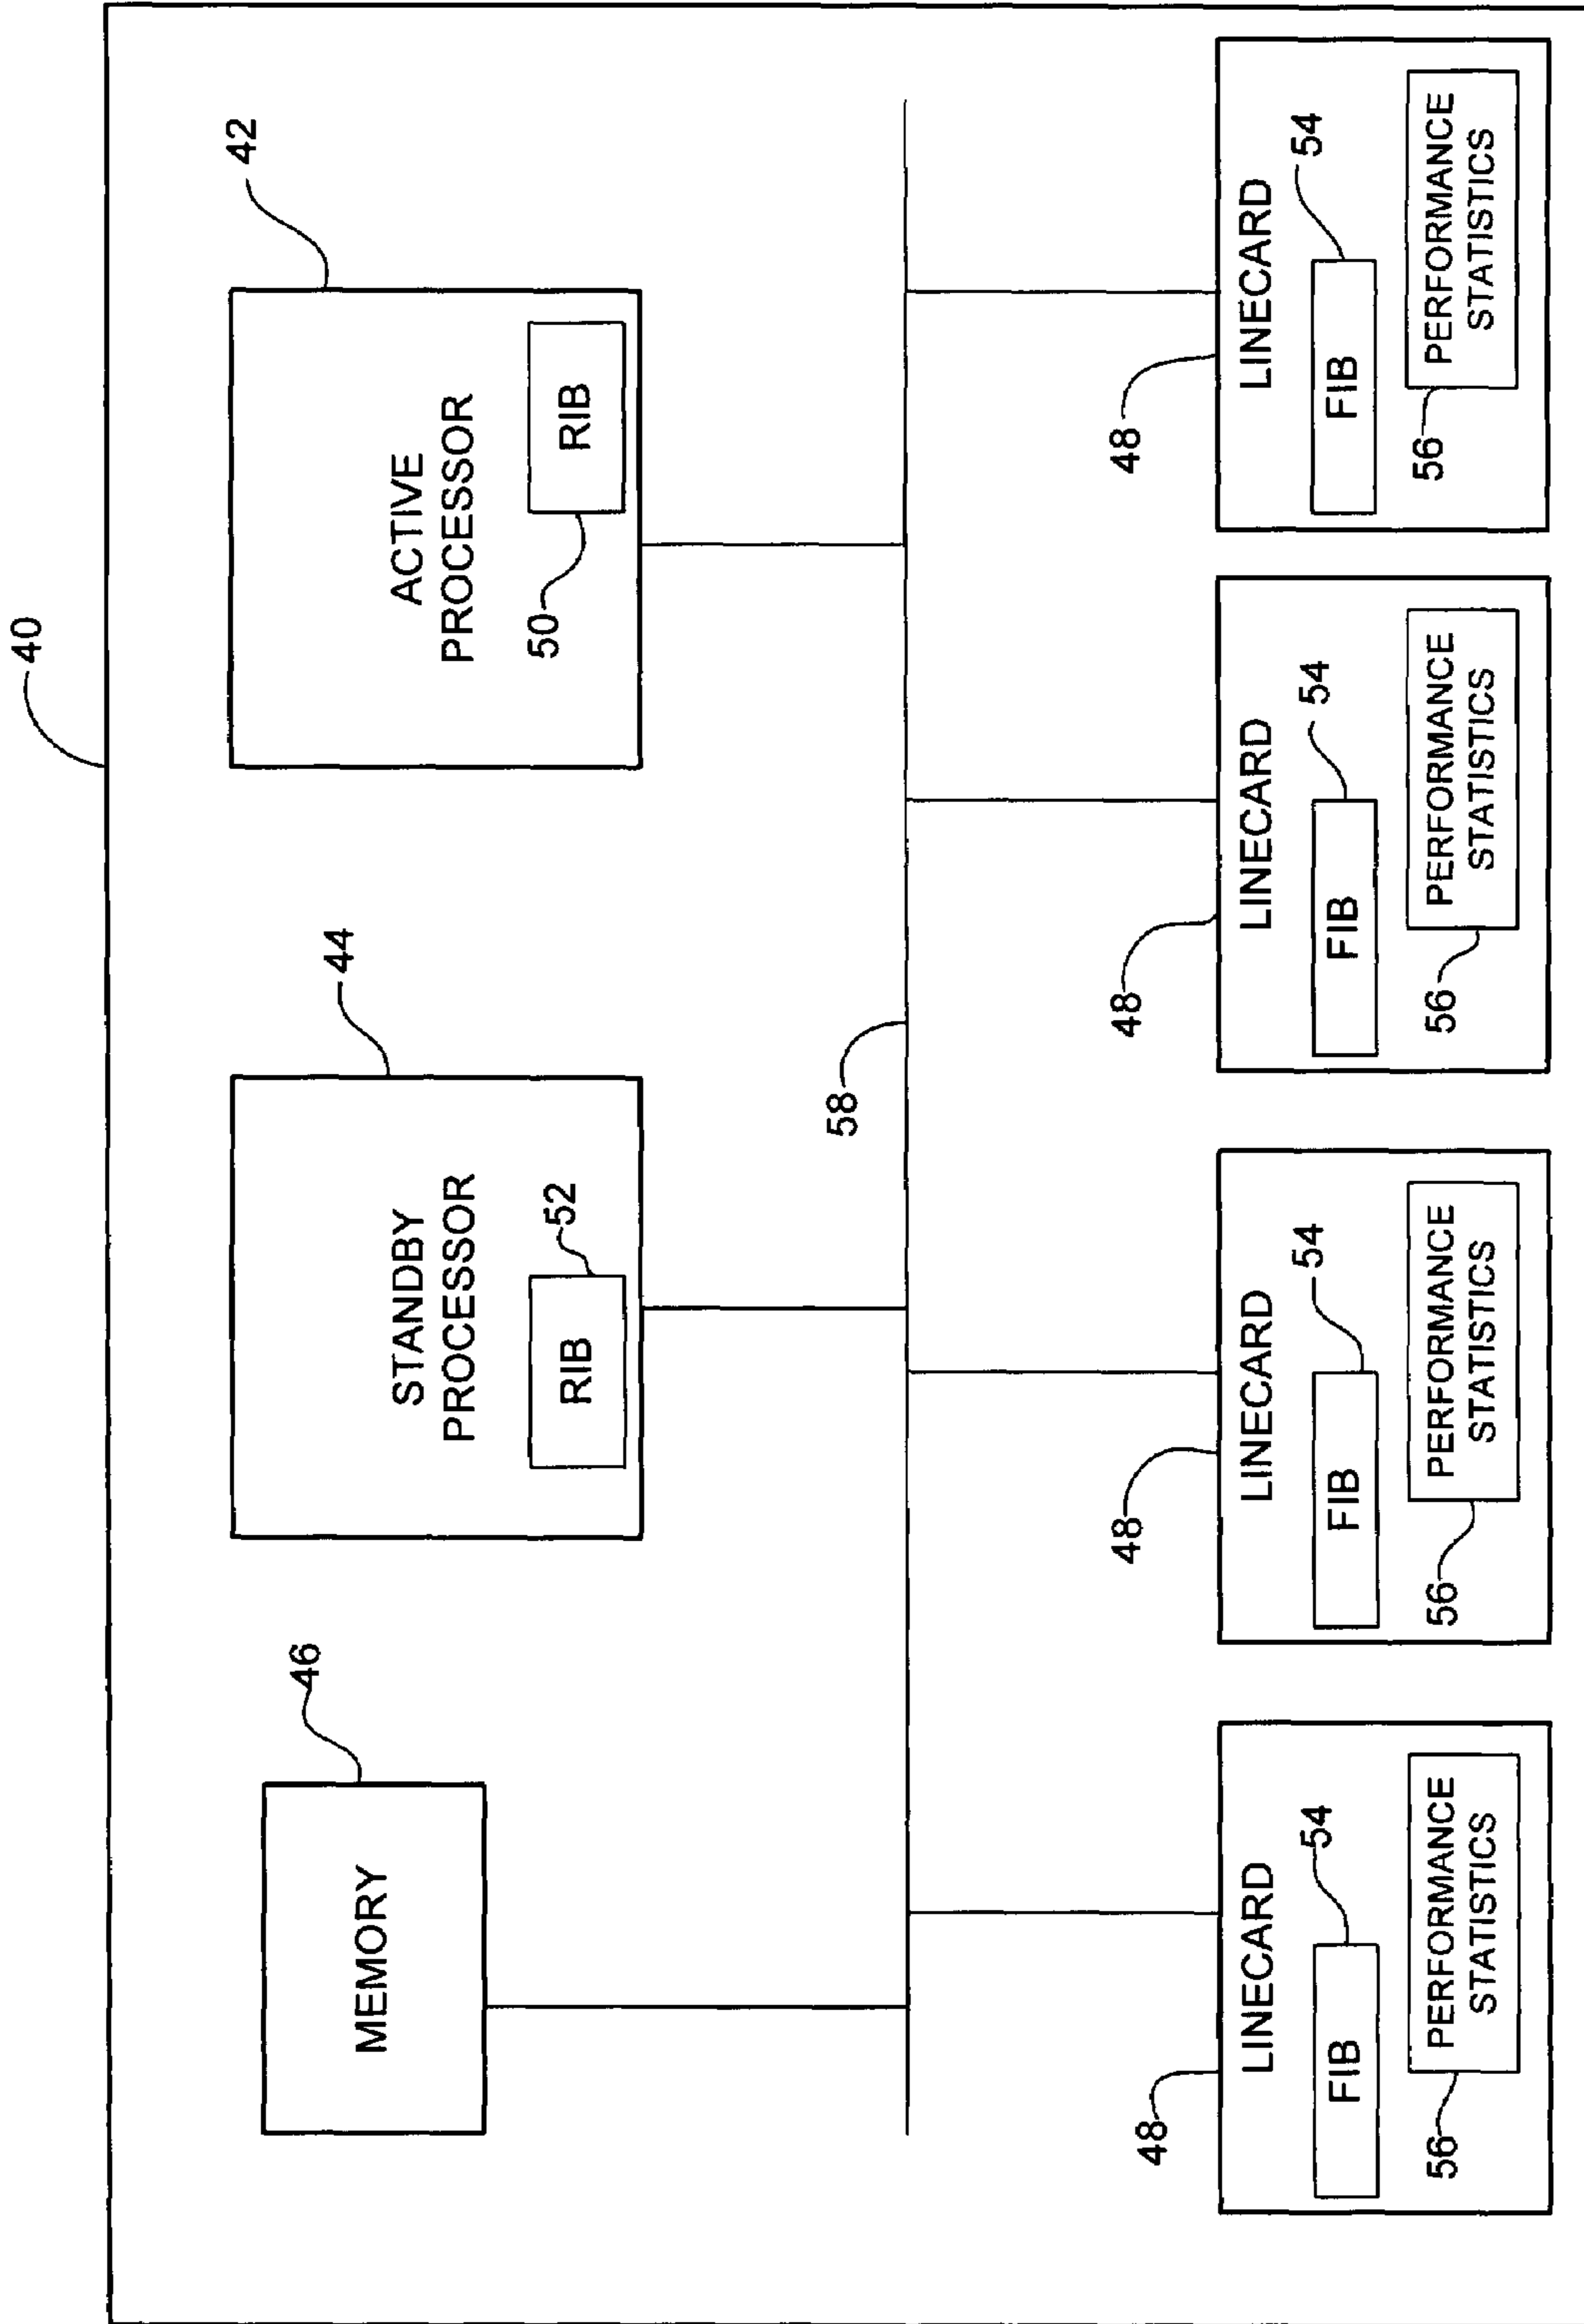 40
46
MEMORY
44
STANDBY
PROCESSOR
RIB
52
42
ACTIVE
PROCESSOR
RIB
50
58
48
LINECARD
54
FIB
56
PERFORMANCE
STATISTICS
48
LINECARD
54
FIB
56
PERFORMANCE
STATISTICS
48
LINECARD
54
FIB
56
PERFORMANCE
STATISTICS
48
LINECARD
54
FIB
56
PERFORMANCE
STATISTICS